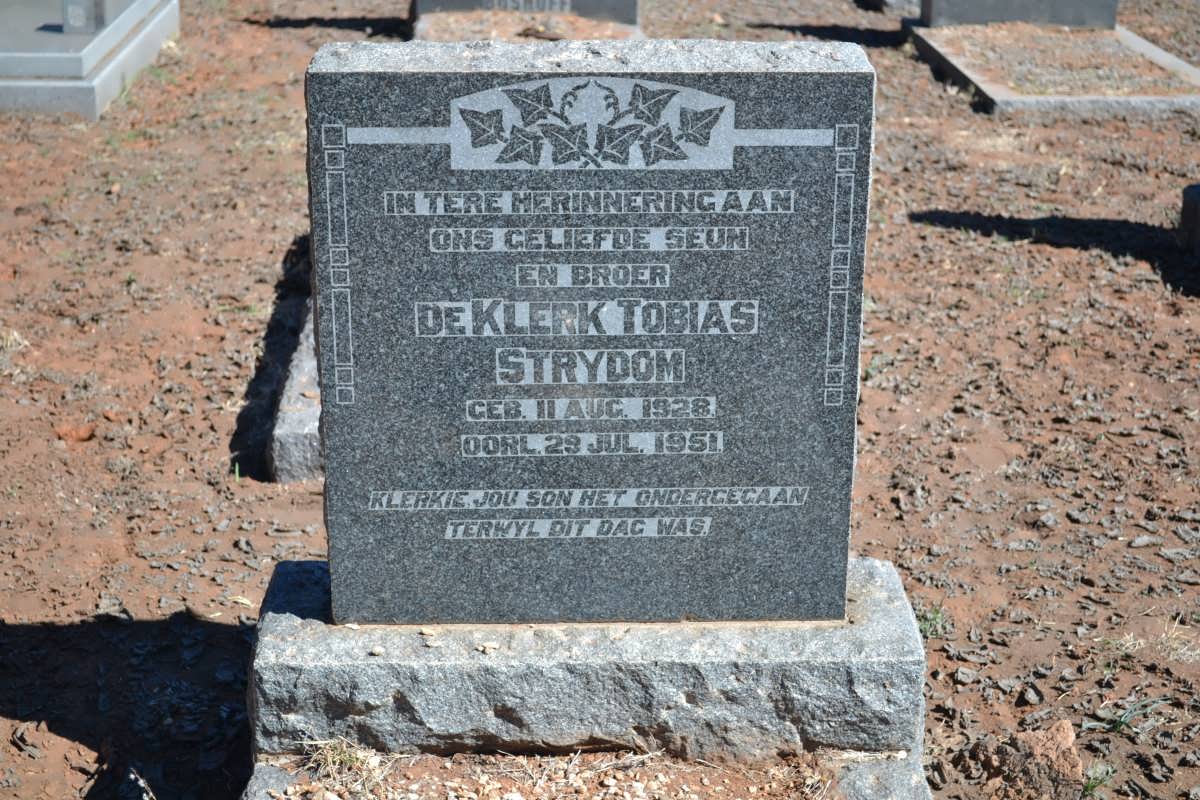 IN TERE HERINNERING AAN
ONS GELIEFDE SEUN
EN BROER
DE KLERK TOBIAS
STRYDOM
GEB. 11 AUG. 1928.
OORL. 29 JUL. 1951.
KLERKIE, JOU SON HET ONDERGEGAAN
TERWYL DIT DAG WAS.